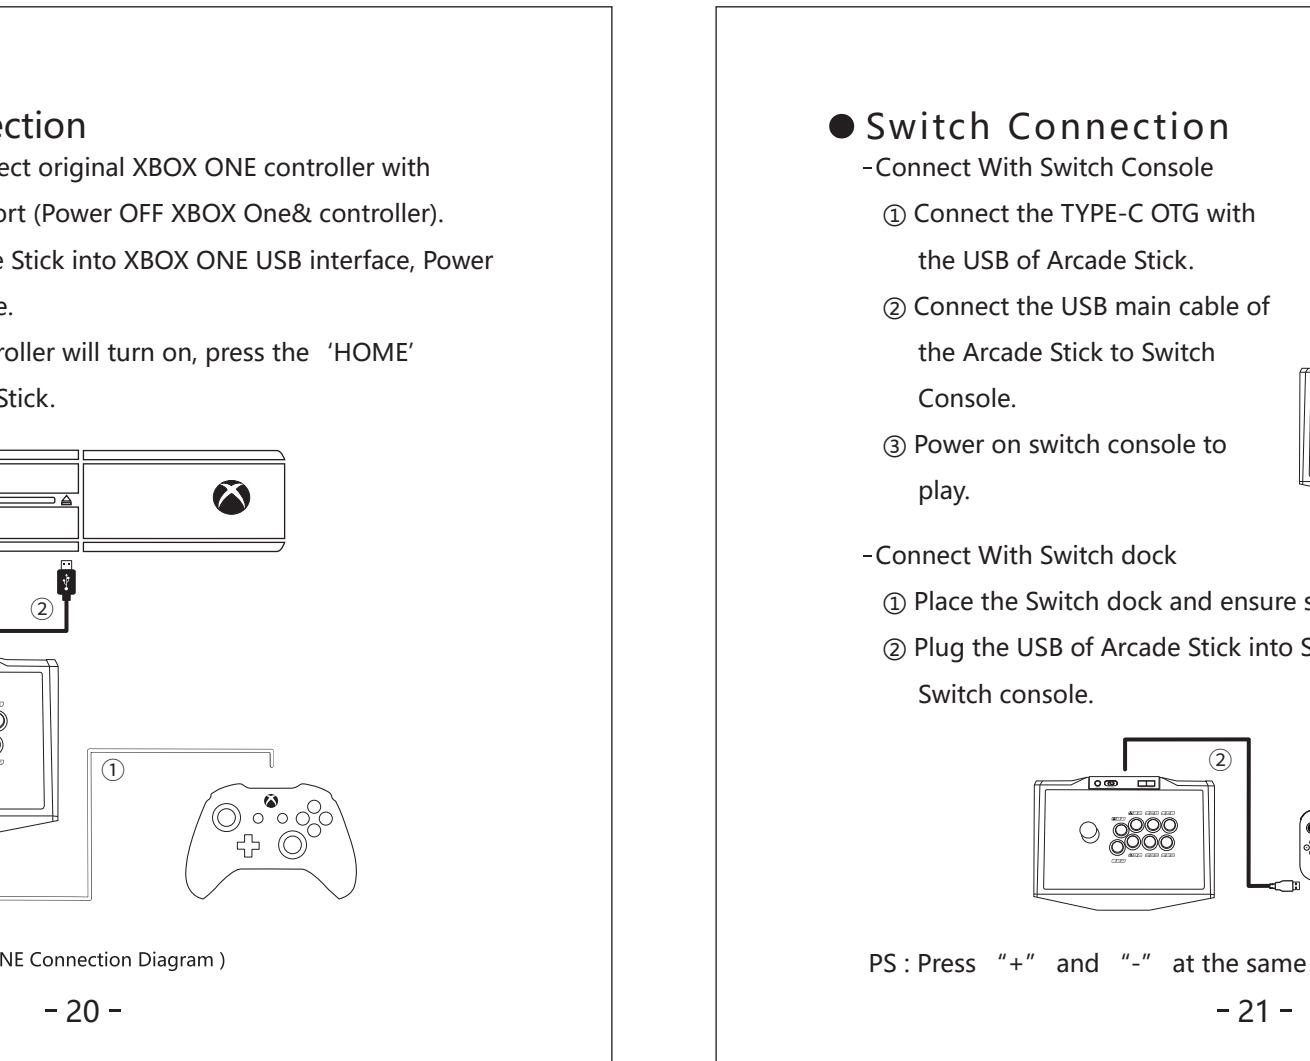 ection
ect original XBOX ONE controller with
ort (Power OFF XBOX One& controller).
e Stick into XBOX ONE USB interface, Power
e.
roller will turn on, press the ‘HOME’
Stick.
②
①
NE Connection Diagram )
- 20 -
● Switch Connection
-Connect With Switch Console
① Connect the TYPE-C OTG with
the USB of Arcade Stick.
② Connect the USB main cable of
the Arcade Stick to Switch
Console.
③ Power on switch console to
play.
-Connect With Switch dock
① Place the Switch dock and ensure s
② Plug the USB of Arcade Stick into S
Switch console.
②
PS : Press “+” and “-” at the same
- 21 -